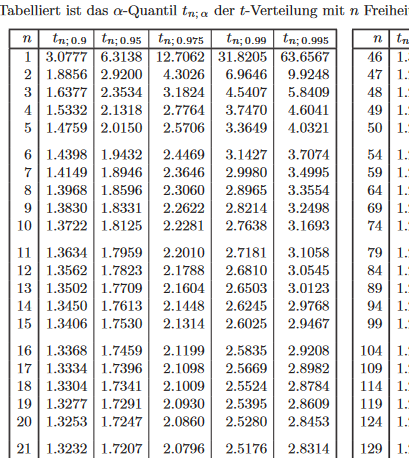 Tabelliert ist das α-Quantil t_{n; α} der t-Verteilung mit n
n t_{n; 0.9} t_{n; 0.95} t_{n; 0.975} t_{n; 0.99} t_{n; 0.995} n
1 3.0777 6.3138 12.7062 31.8205 63.6567 46
2 1.8856 2.9200 4.3026 6.9646 9.9248 47
3 1.6377 2.3534 3.1824 4.5407 5.8409 48
4 1.5332 2.1318 2.7764 3.7470 4.6041 49
5 1.4759 2.0150 2.5706 3.3649 4.0321 50
6 1.4398 1.9432 2.4469 3.1427 3.7074 54
7 1.4149 1.8946 2.3646 2.9980 3.4995 59
8 1.3968 1.8596 2.3060 2.8965 3.3554 64
9 1.3830 1.8331 2.2622 2.8214 3.2498 69
10 1.3722 1.8125 2.2281 2.7638 3.1693 74
11 1.3634 1.7959 2.2010 2.7181 3.1058 79
12 1.3562 1.7823 2.1788 2.6810 3.0545 84
13 1.3502 1.7709 2.1604 2.6503 3.0123 89
14 1.3450 1.7613 2.1448 2.6245 2.9768 94
15 1.3406 1.7530 2.1314 2.6025 2.9467 99
16 1.3368 1.7459 2.1199 2.5835 2.9208 104
17 1.3334 1.7396 2.1098 2.5669 2.8982 109
18 1.3304 1.7341 2.1009 2.5524 2.8784 114
19 1.3277 1.7291 2.0930 2.5395 2.8609 119
20 1.3253 1.7247 2.0860 2.5280 2.8453 124
21 1.3232 1.7207 2.0796 2.5176 2.8314 129